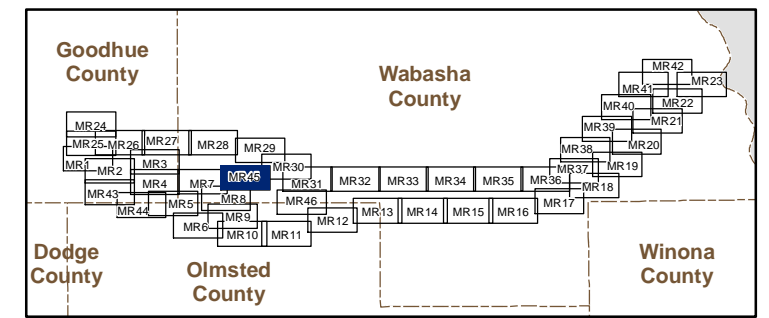 Goodhue
County
Wabasha
County
MR42
MR41
MR23
MR22
MR40
MR21
MR39
MR20
MR38
MR19
MR37
MR18
MR24
MR25
MR26
MR27
MR28
MR29
MR1
MR2
MR3
MR30
MR4
MR7
MR45
MR31
MR32
MR33
MR34
MR35
MR36
MR43
MR44
MR5
MR8
MR46
MR17
MR6
MR9
MR12
MR13
MR14
MR15
MR16
MR10
MR11
Dodge
County
Olmsted
County
Winona
County